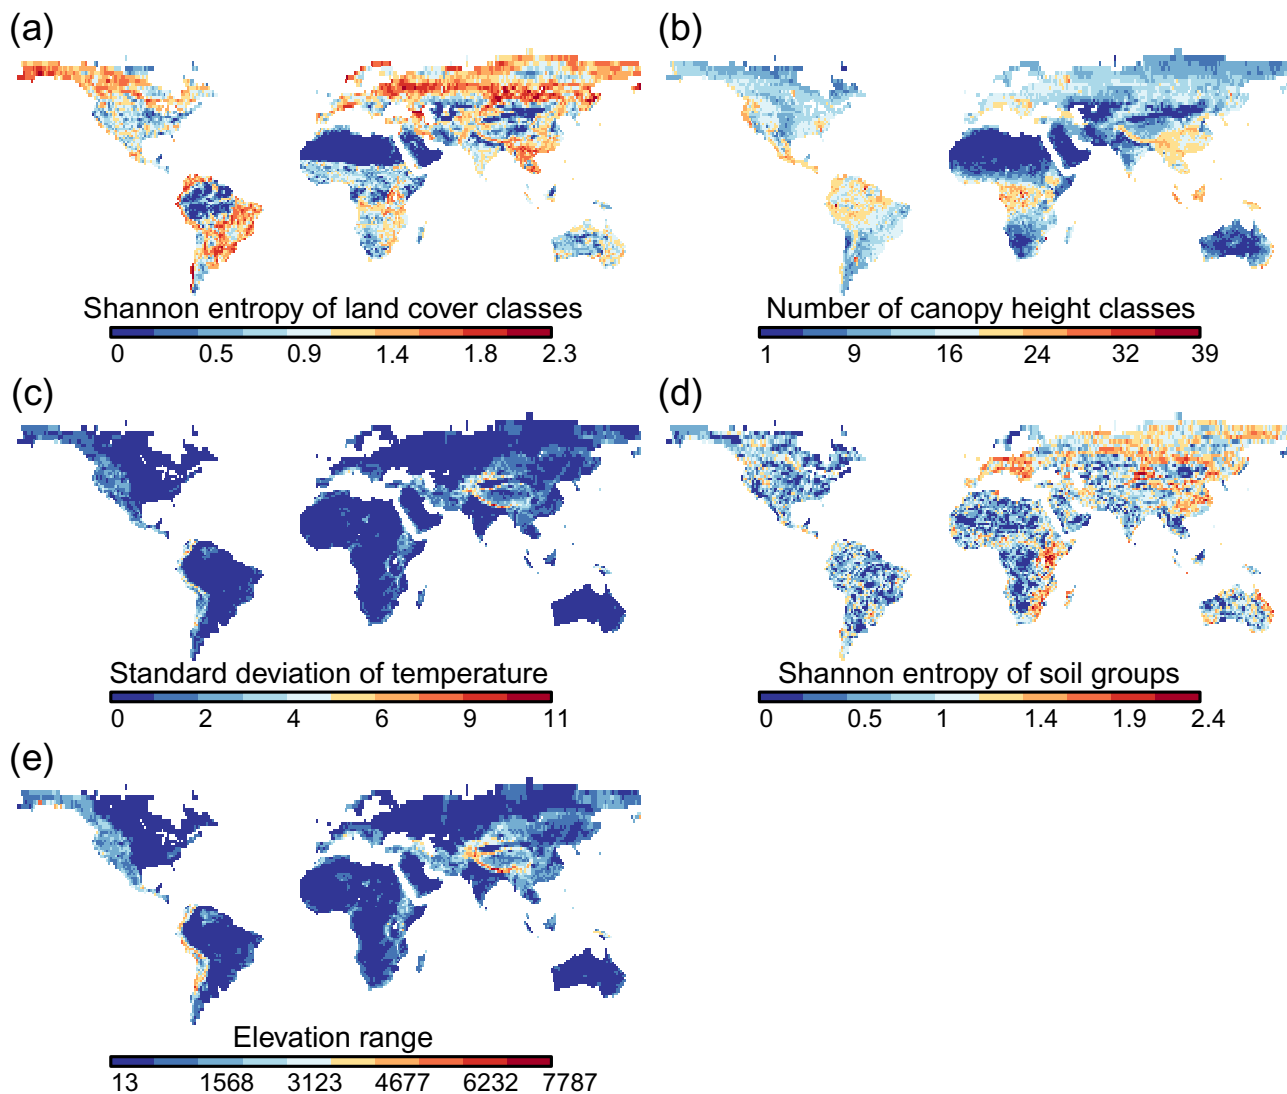 (a)
(b)
Shannon entropy of land cover classes
0 0.5 0.9 1.4 1.8 2.3
Number of canopy height classes
1 9 16 24 32 39
(c)
(d)
Standard deviation of temperature
0 2 4 6 9 11
Shannon entropy of soil groups
0 0.5 1 1.4 1.9 2.4
(e)
Elevation range
13 1568 3123 4677 6232 7787